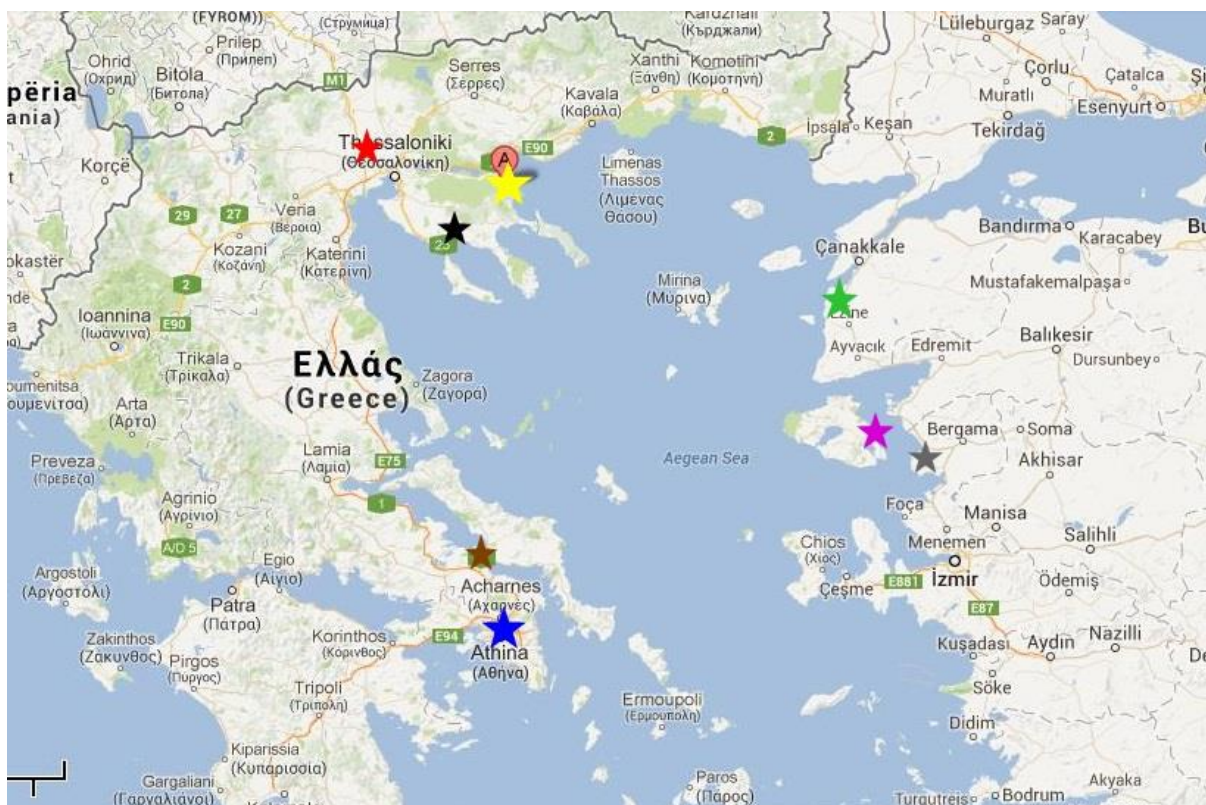 (FYROM))
(Струмица)
Kardzhali
(Кърджали)
Lüleburgaz
Saray
Ohrid
(Охрид)
Prilep
(Прилеп)
Bitola
(Битола)
M1
Serres
(Σέρρες)
Xanthi
(Ξάνθη)
Komotini
(Κομοτηνή)
Çorlu
Çatalca
Muratlı
Esenyurt
Tekirdağ
përia
ania)
Kavala
(Καβάλα)
İpsala
Keşan
2
Thessaloniki
(Θεσσαλονίκη)
E90
A
Korçë
Limenas
Thassos
(Λιμένας
Θάσου)
29
27
Veria
(Βέροια)
Kozani
(Κοζάνη)
Katerini
(Κατερίνη)
25
Bandırma
Karacabey
Bu
Çanakkale
okastër
2
Mirina
(Μύρινα)
Mustafakemalpaşa
Ioannina
(Ιωάννινα)
E90
Ezine
Ayvacık
Edremit
Balıkesir
Dursunbey
Trikala
(Τρίκαλα)
Ελλάς
(Greece)
Zagora
(Ζαγορά)
oumenitsa
ουμενίτσα)
Arta
(Άρτα)
Bergama
Soma
Akhisar
Lamia
(Λαμία)
E75
Aegean Sea
Preveza
(Πρέβεζα)
Agrinio
(Αγρίνιο)
1
Foça
Manisa
Menemen
Salihli
A/D 5
Egio
(Αίγιο)
Chios
(Χίος)
Çeşme
E881
İzmir
Ödemiş
Argostoli
(Αργοστόλι)
Patra
(Πάτρα)
Acharnes
(Αχαρνές)
E87
Zakinthos
(Ζάκυνθος)
Pirgos
(Πύργος)
Korinthos
(Κόρινθος)
E94
Athina
(Αθήνα)
Kuşadası
Aydın
Nazilli
De
Söke
Tripoli
(Τρίπολη)
Ermoupoli
(Ερμούπολη)
Didim
Kiparissia
(Κυπαρισσία)
Gargaliani
(Γαργαλιάνοι)
Paros
(Πάρος)
Akyaka
Turgutreis
Bodrum